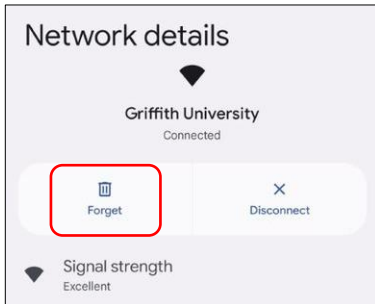 Network details
Griffith University
Connected
Forget
Disconnect
Signal strength
Excellent